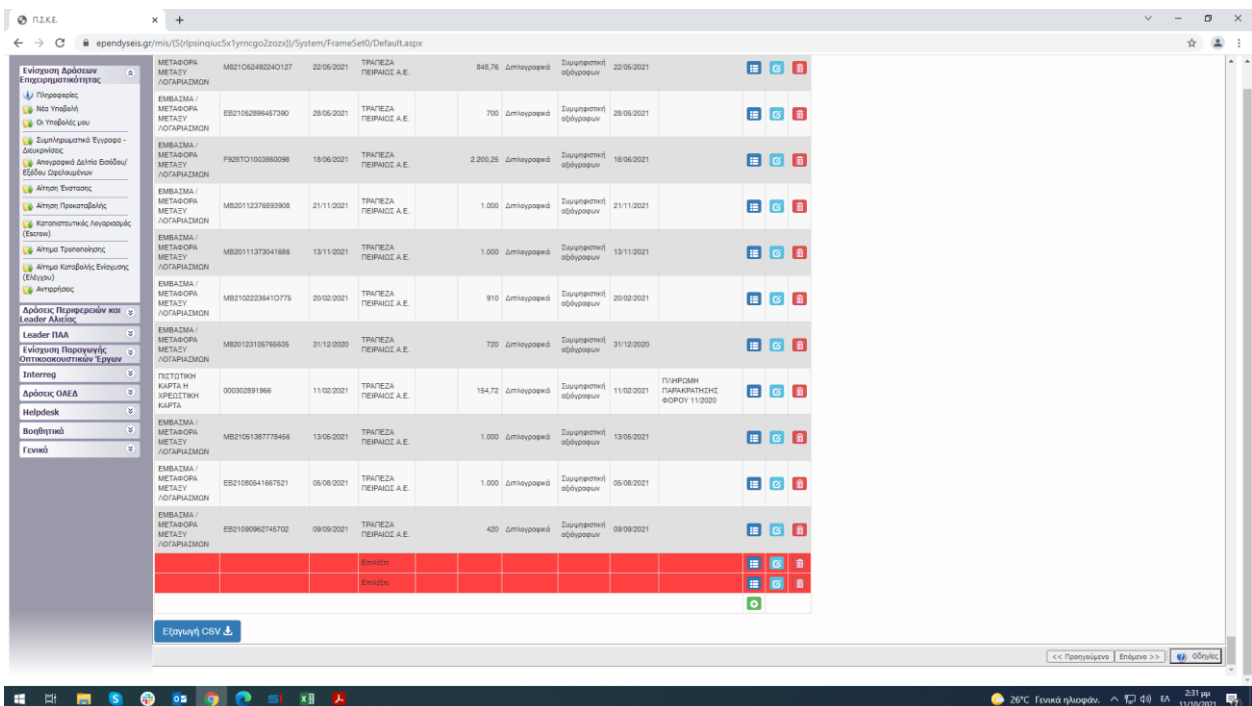 Π.Σ.Κ.Ε.
ependyseis.gr/mis/(S(rlpsinqiuc5x1yrncgo2zozx))/System/FrameSet0/Default.aspx
Ενίσχυση Δράσεων
Επιχειρηματικότητας
Πληροφορίες
Νέα Υποβολή
Οι Υποβολές μου
Συμπληρωματικά Έγγραφα -
Διευκρινίσεις
Απογραφικά Δελτία Εισόδου/
Εξόδου Ωφελουμένων
Αίτηση Ένστασης
Αίτηση Προκαταβολής
Καταπιστευτικός Λογαριασμός
(Escrow)
Αίτημα Τροποποίησης
Αίτημα Καταβολής Ενίσχυσης
(Ελέγχου)
Αντιρρήσεις
Δράσεις Περιφερειών και
Leader Αλιείας
Leader ΠΑΑ
Ενίσχυση Παραγωγής
Οπτικοακουστικών Έργων
Interreg
Δράσεις ΟΑΕΔ
Helpdesk
Βοηθητικά
Γενικά
ΜΕΤΑΦΟΡΑ
ΜΕΤΑΞΥ
ΛΟΓΑΡΙΑΣΜΩΝ
22/05/2021
ΤΡΑΠΕΖΑ
ΠΕΙΡΑΙΩΣ Α.Ε.
848,76 Διπλογραφικά
Συμψηφιστική
αξιόγραφων
22/05/2021
ΕΜΒΑΣΜΑ /
ΜΕΤΑΦΟΡΑ
ΜΕΤΑΞΥ
ΛΟΓΑΡΙΑΣΜΩΝ
EB21052896457390
28/05/2021
ΤΡΑΠΕΖΑ
ΠΕΙΡΑΙΩΣ Α.Ε.
700 Διπλογραφικά
Συμψηφιστική
αξιόγραφων
28/05/2021
ΕΜΒΑΣΜΑ /
ΜΕΤΑΦΟΡΑ
ΜΕΤΑΞΥ
ΛΟΓΑΡΙΑΣΜΩΝ
P928TO1003860098
18/06/2021
ΤΡΑΠΕΖΑ
ΠΕΙΡΑΙΩΣ Α.Ε.
2.200,25 Διπλογραφικά
Συμψηφιστική
αξιόγραφων
18/06/2021
ΕΜΒΑΣΜΑ /
ΜΕΤΑΦΟΡΑ
ΜΕΤΑΞΥ
ΛΟΓΑΡΙΑΣΜΩΝ
MB20112376893908
21/11/2021
ΤΡΑΠΕΖΑ
ΠΕΙΡΑΙΩΣ Α.Ε.
1.000 Διπλογραφικά
Συμψηφιστική
αξιόγραφων
21/11/2021
ΕΜΒΑΣΜΑ /
ΜΕΤΑΦΟΡΑ
ΜΕΤΑΞΥ
ΛΟΓΑΡΙΑΣΜΩΝ
MB20111373041686
13/11/2021
ΤΡΑΠΕΖΑ
ΠΕΙΡΑΙΩΣ Α.Ε.
1.000 Διπλογραφικά
Συμψηφιστική
αξιόγραφων
13/11/2021
ΕΜΒΑΣΜΑ /
ΜΕΤΑΦΟΡΑ
ΜΕΤΑΞΥ
ΛΟΓΑΡΙΑΣΜΩΝ
MB2102223641O775
20/02/2021
ΤΡΑΠΕΖΑ
ΠΕΙΡΑΙΩΣ Α.Ε.
910 Διπλογραφικά
Συμψηφιστική
αξιόγραφων
20/02/2021
ΕΜΒΑΣΜΑ /
ΜΕΤΑΦΟΡΑ
ΜΕΤΑΞΥ
ΛΟΓΑΡΙΑΣΜΩΝ
MB20123105765635
31/12/2020
ΤΡΑΠΕΖΑ
ΠΕΙΡΑΙΩΣ Α.Ε.
720 Διπλογραφικά
Συμψηφιστική
αξιόγραφων
31/12/2020
ΠΙΣΤΩΤΙΚΗ
ΚΑΡΤΑ Η
ΧΡΕΩΣΤΙΚΗ
ΚΑΡΤΑ
000302891966
11/02/2021
ΤΡΑΠΕΖΑ
ΠΕΙΡΑΙΩΣ Α.Ε.
154,72 Διπλογραφικά
Συμψηφιστική
αξιόγραφων
11/02/2021
ΠΛΗΡΩΜΗ
ΠΑΡΑΚΡΑΤΗΣΗΣ
ΦΟΡΟΥ 11/2020
ΕΜΒΑΣΜΑ /
ΜΕΤΑΦΟΡΑ
ΜΕΤΑΞΥ
ΛΟΓΑΡΙΑΣΜΩΝ
MB21051387778456
13/05/2021
ΤΡΑΠΕΖΑ
ΠΕΙΡΑΙΩΣ Α.Ε.
1.000 Διπλογραφικά
Συμψηφιστική
αξιόγραφων
13/05/2021
ΕΜΒΑΣΜΑ /
ΜΕΤΑΦΟΡΑ
ΜΕΤΑΞΥ
ΛΟΓΑΡΙΑΣΜΩΝ
EB21080541667521
05/08/2021
ΤΡΑΠΕΖΑ
ΠΕΙΡΑΙΩΣ Α.Ε.
1.000 Διπλογραφικά
Συμψηφιστική
αξιόγραφων
05/08/2021
ΕΜΒΑΣΜΑ /
ΜΕΤΑΦΟΡΑ
ΜΕΤΑΞΥ
ΛΟΓΑΡΙΑΣΜΩΝ
EB21090962745702
09/09/2021
ΤΡΑΠΕΖΑ
ΠΕΙΡΑΙΩΣ Α.Ε.
420 Διπλογραφικά
Συμψηφιστική
αξιόγραφων
09/09/2021
Επιλέξτε
Επιλέξτε
Εξαγωγή CSV
<< Προηγούμενο
Επόμενο >>
Οδηγίες
26°C Γενικά ηλιοφάν.
ΕΛ
2:31 μμ
11/10/2021